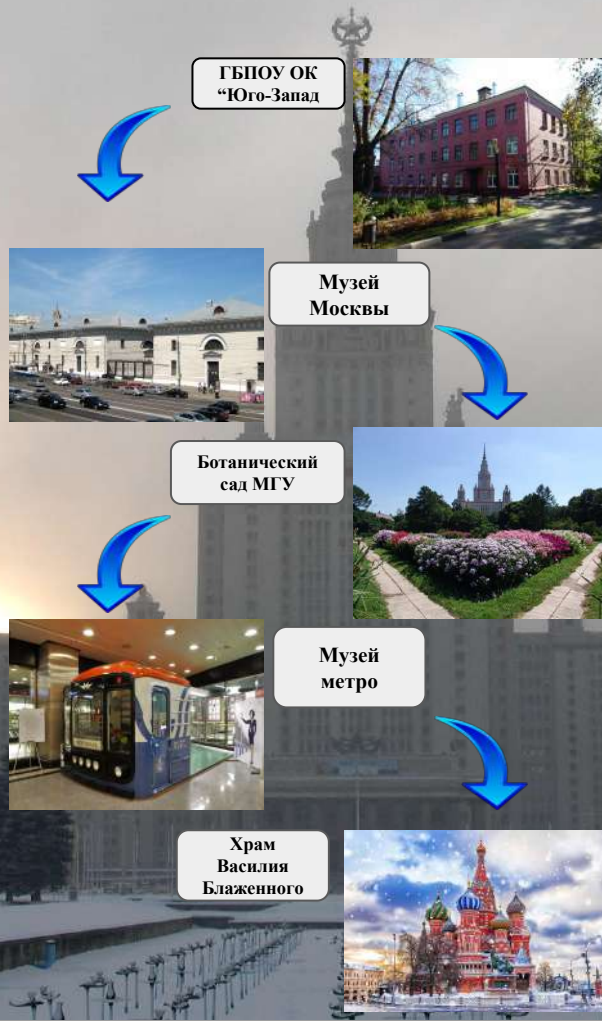 ГБПОУ ОК
“Юго-Запад
Музей
Москвы
Ботанический
сад МГУ
Музей
метро
Храм
Василия
Блаженного